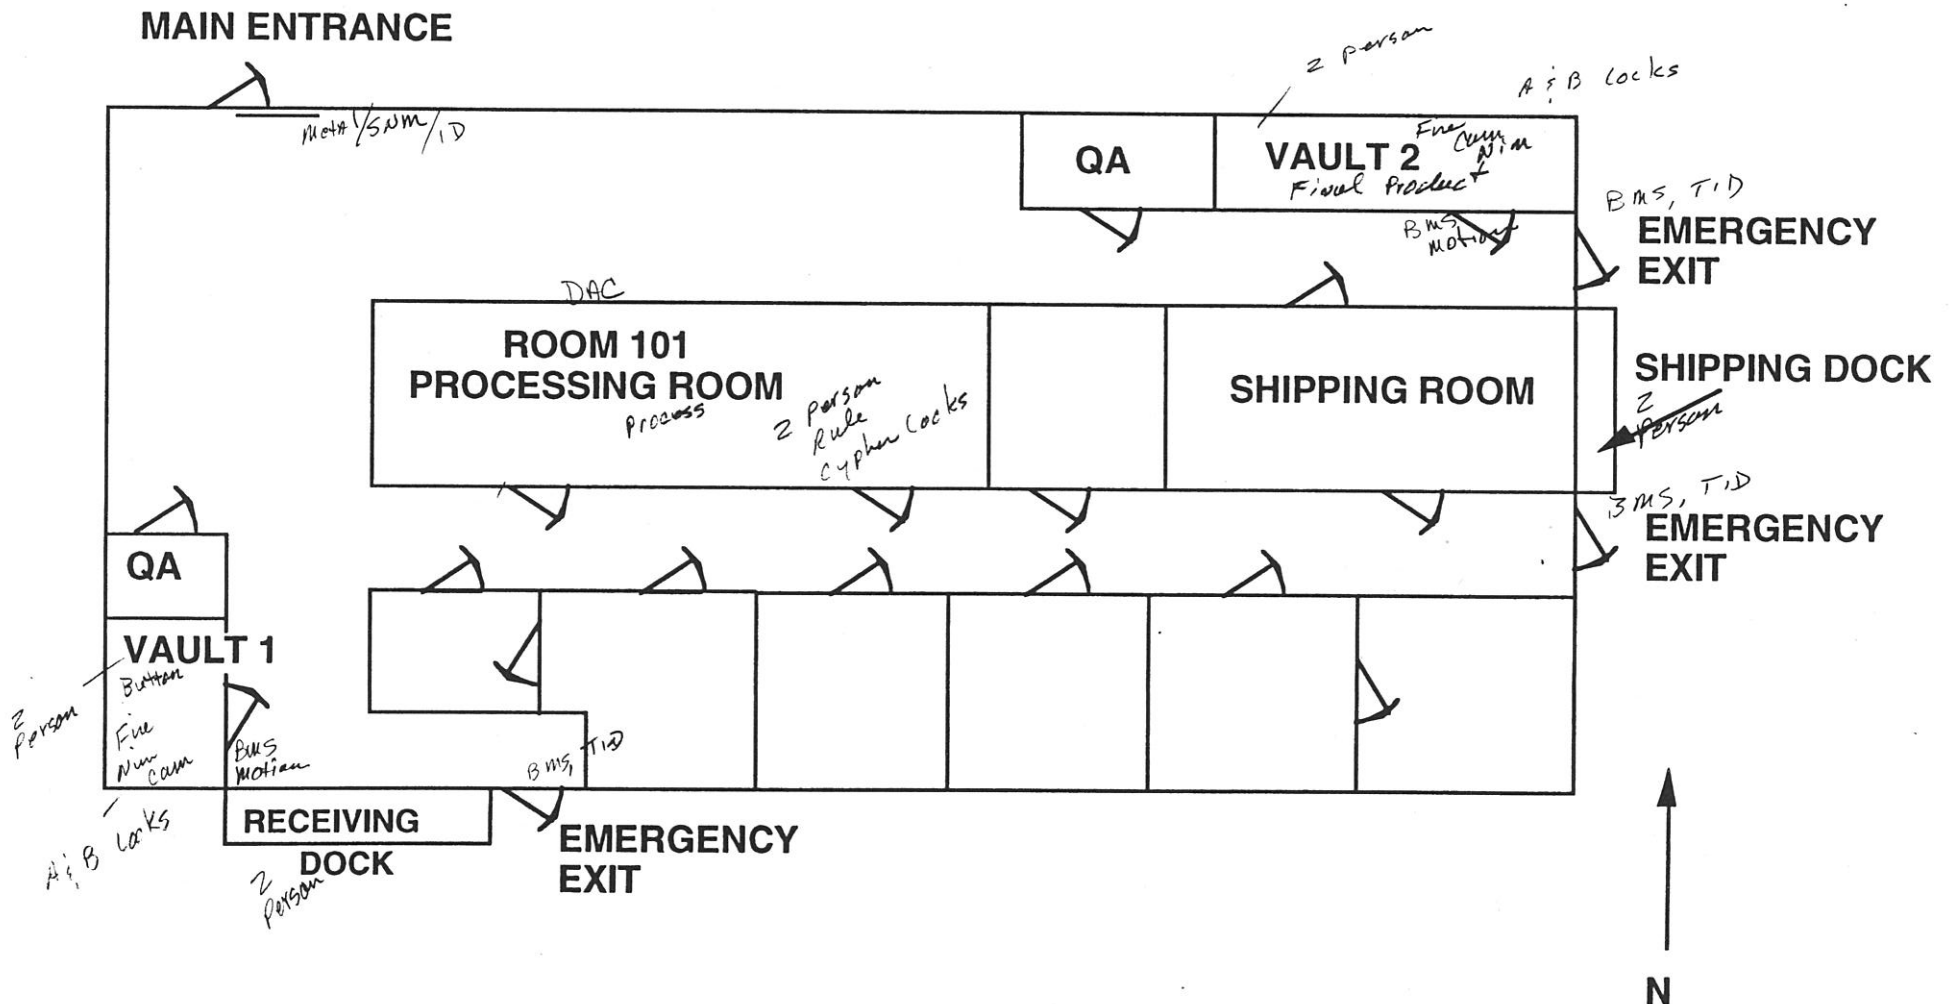 MAIN ENTRANCE
2 person
A & B Locks
Metal/SNM/ID
QA
VAULT 2
Fire
Cam
Nim
Final Product
BMS
Motion
BMS, TID
EMERGENCY
EXIT
DAC
ROOM 101
PROCESSING ROOM
Process
2 person
Rule
Cypher Locks
SHIPPING ROOM
SHIPPING DOCK
2
Person
BMS, TID
EMERGENCY
EXIT
QA
VAULT 1
Button
2
Person
Fire
Nim
Cam
BMS
Motion
A & B Locks
BMS, TID
RECEIVING
DOCK
2
Person
EMERGENCY
EXIT
N